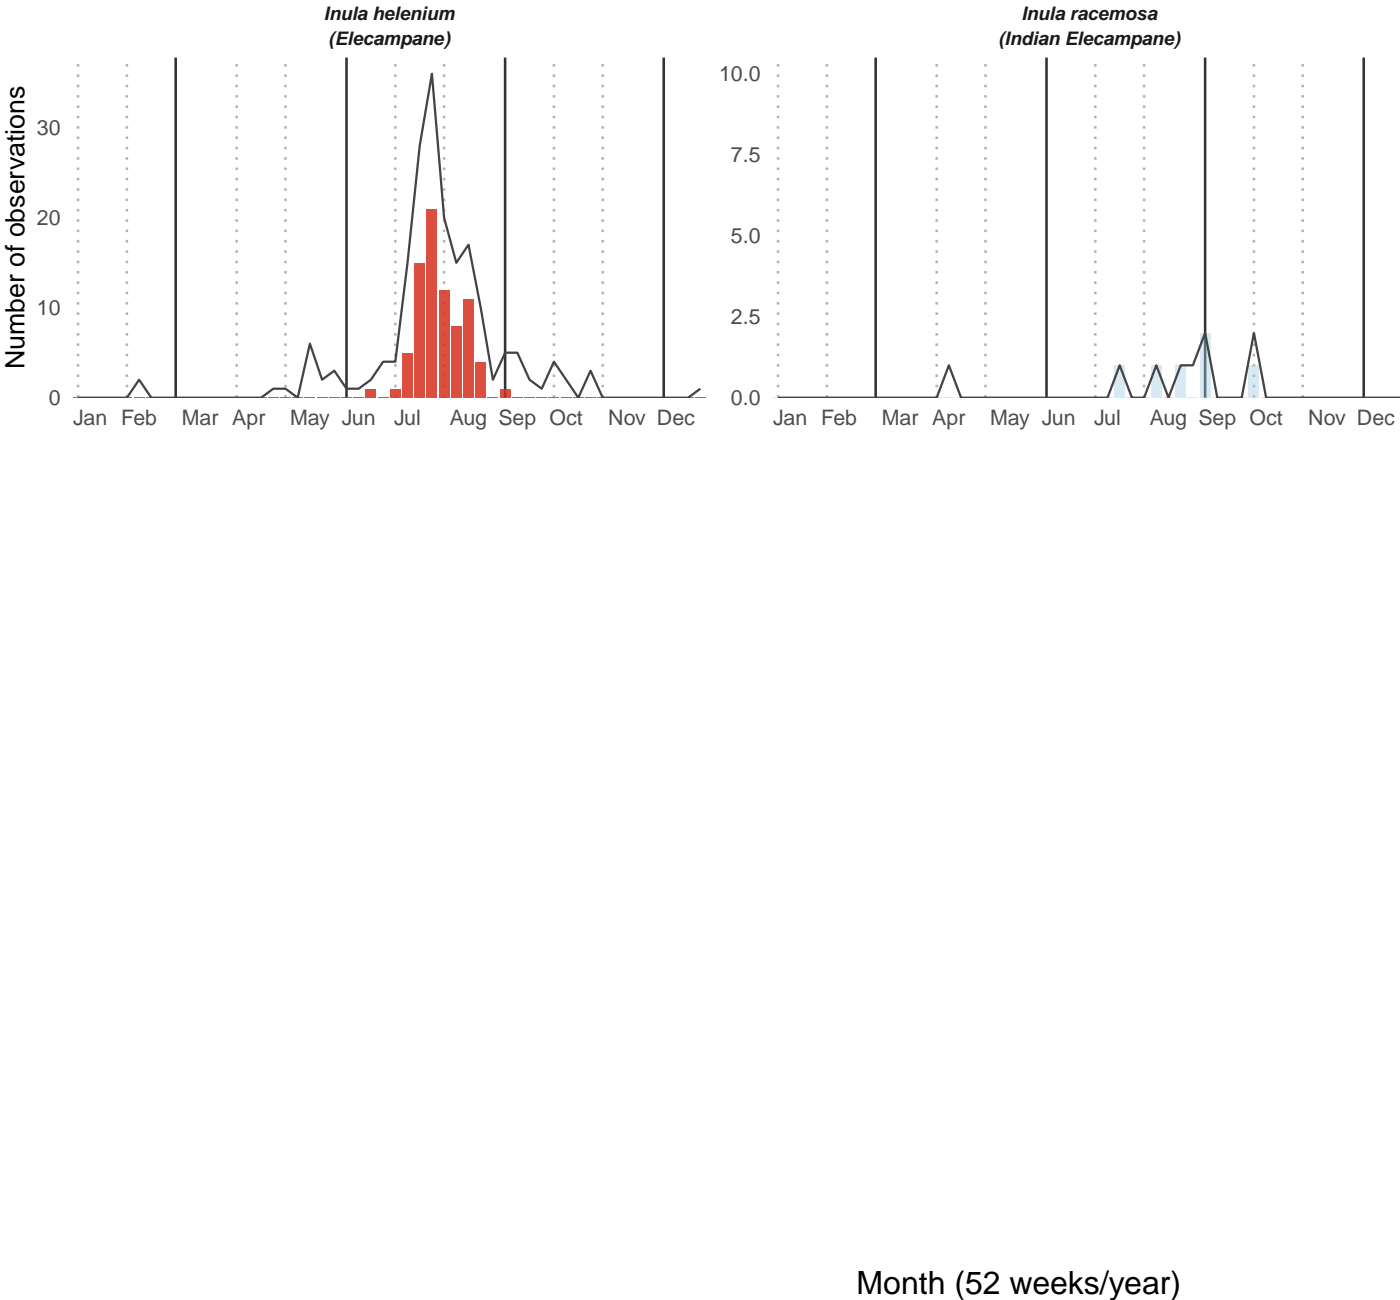 Inula helenium
(Elecampane)
Inula racemosa
(Indian Elecampane)
Number of observations
30
20
10
0
Jan Feb Mar Apr May Jun Jul Aug Sep Oct Nov Dec
10.0
7.5
5.0
2.5
0.0
Jan Feb Mar Apr May Jun Jul Aug Sep Oct Nov Dec
Month (52 weeks/year)